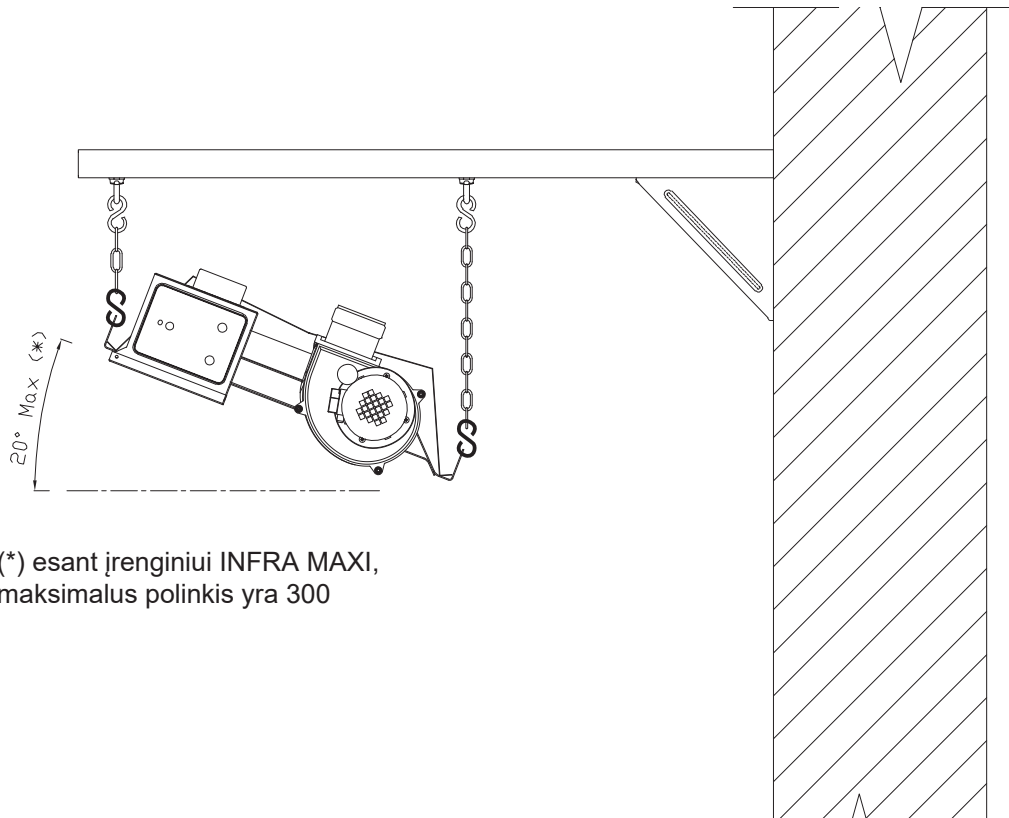 20° Max (*)
(*) esant įrenginiui INFRA MAXI,
maksimalus polinkis yra 300